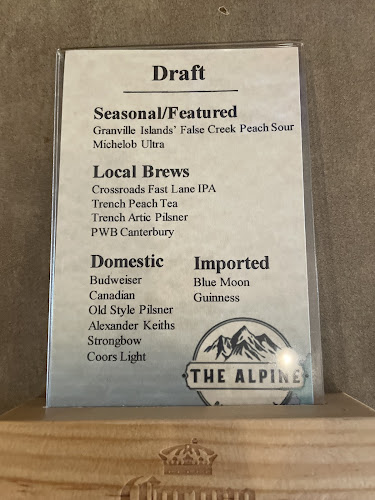 Draft
Seasonal/Featured
Granville Islands' False Creek Peach Sour
Michelob Ultra
Local Brews
Crossroads Fast Lane IPA
Trench Peach Tea
Trench Artic Pilsner
PWB Canterbury
Domestic
Budweiser
Canadian
Old Style Pilsner
Alexander Keiths
Strongbow
Coors Light
Imported
Blue Moon
Guinness
THE ALPINE